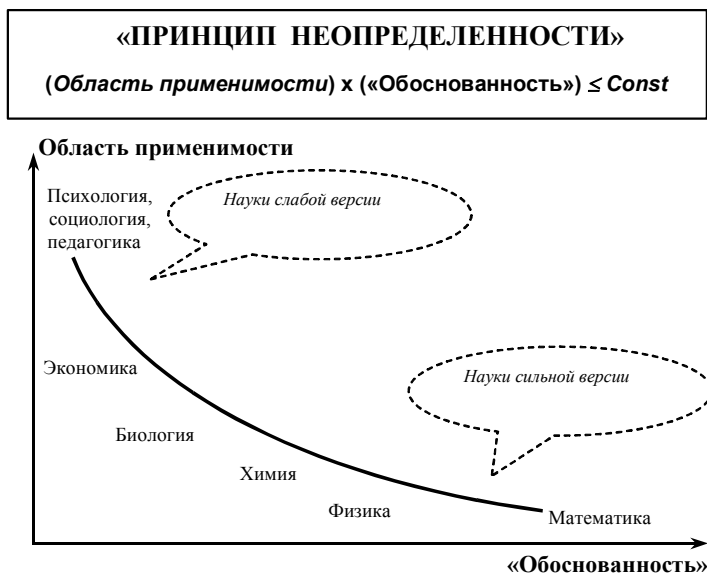 «ПРИНЦИП НЕОПРЕДЕЛЕННОСТИ»
(Область применимости) х («Обоснованность») ≤ Const
Область применимости
Психология,
социология,
педагогика
Науки слабой версии
Экономика
Науки сильной версии
Биология
Химия
Физика
Математика
«Обоснованность»